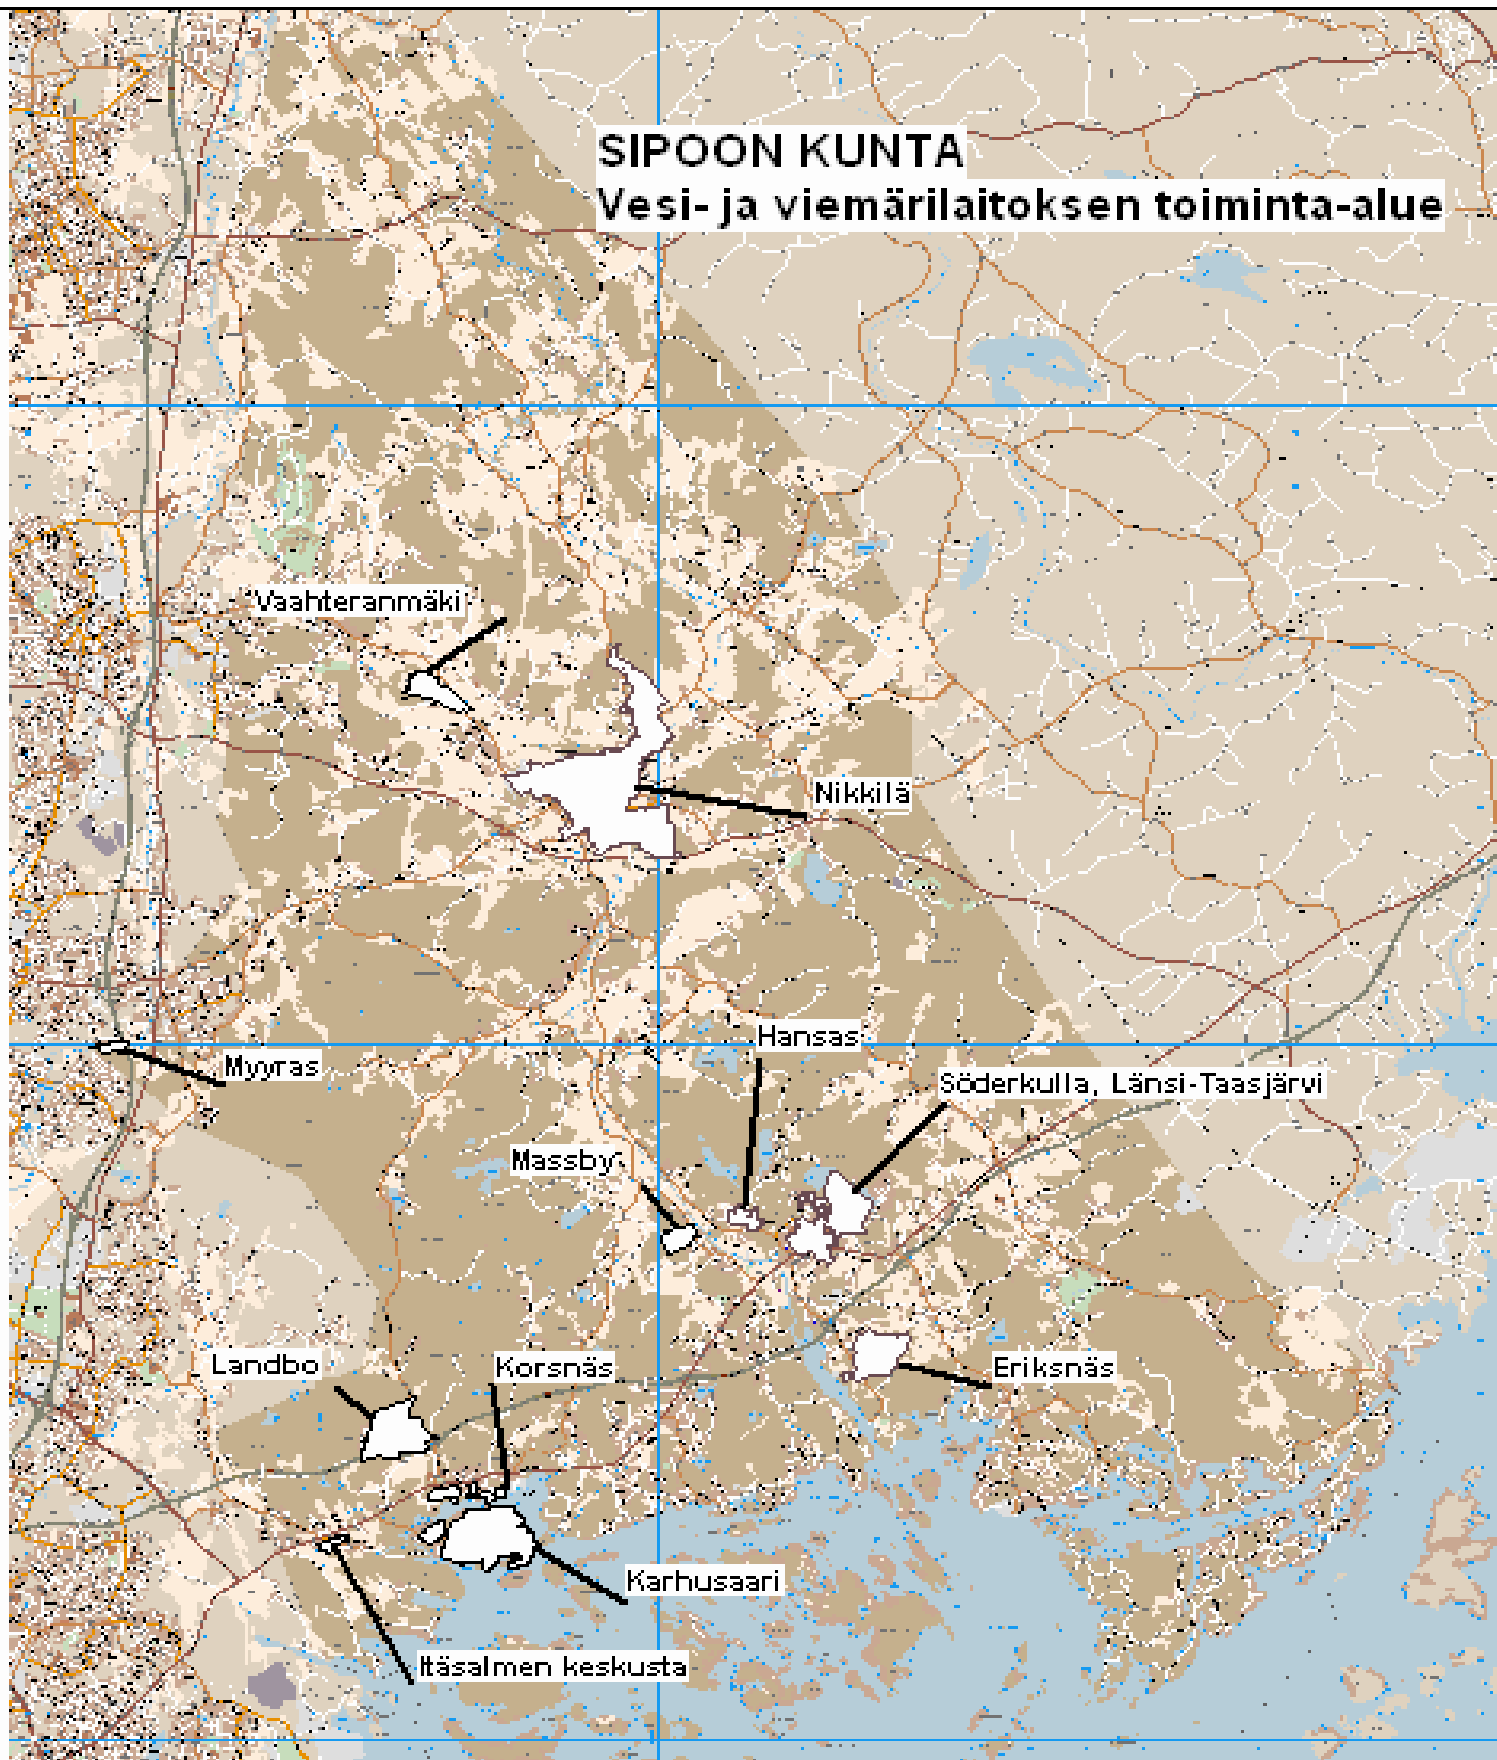 SIPOON KUNTA
Vesi- ja viemärilaitoksen toiminta-alue
Vaahteranmäki
Nikkilä
Hansas
Myyras
Söderkulla, Länsi-Taasjärvi
Massby
Landbo
Korsnäs
Eriksnäs
Karhusaari
Itäsalmen keskusta